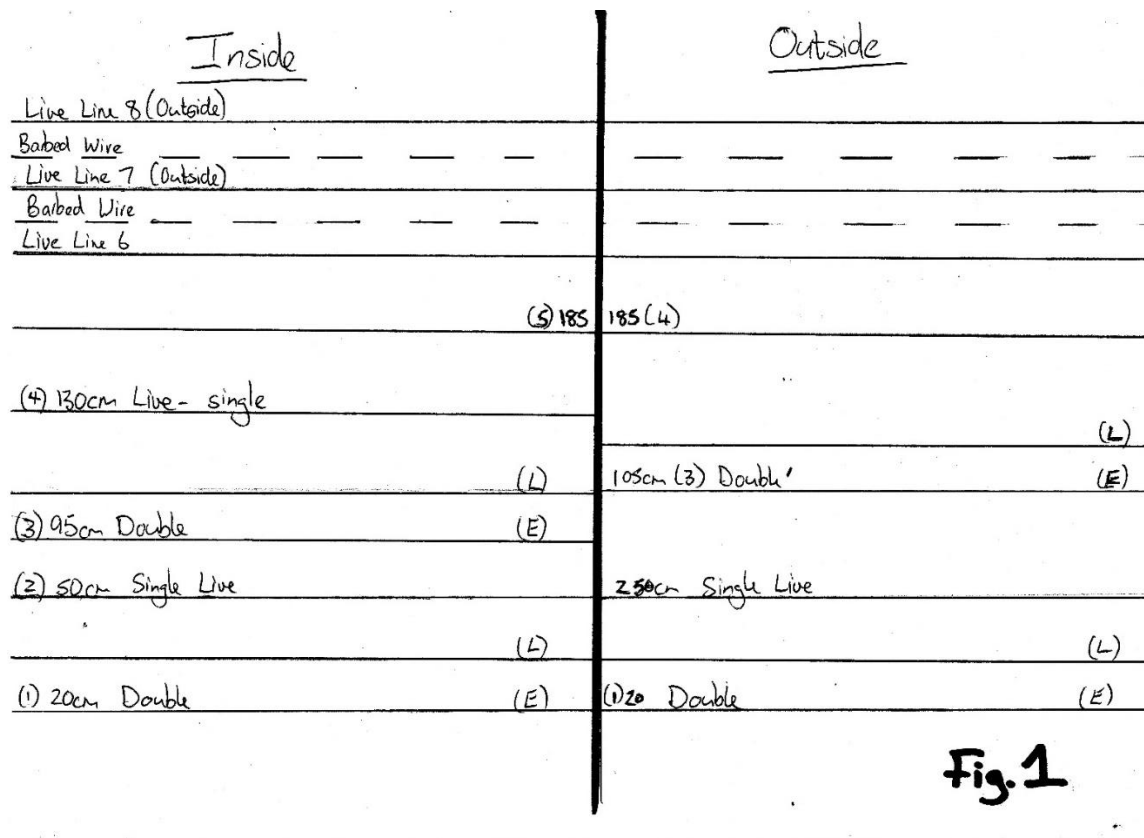 Inside
Outside
Live Line 8 (Outside)
Barbed Wire
Live Line 7 (Outside)
Barbed Wire
Live Line 6
(5) 185
185 (4)
(4) 130cm Live - single
(L)
(L)
105cm (3) Double
(E)
(3) 95cm Double
(E)
(2) 50cm Single Live
2 50cm Single Live
(L)
(L)
(1) 20cm Double
(E)
(1) 20 Double
(E)
Fig. 1